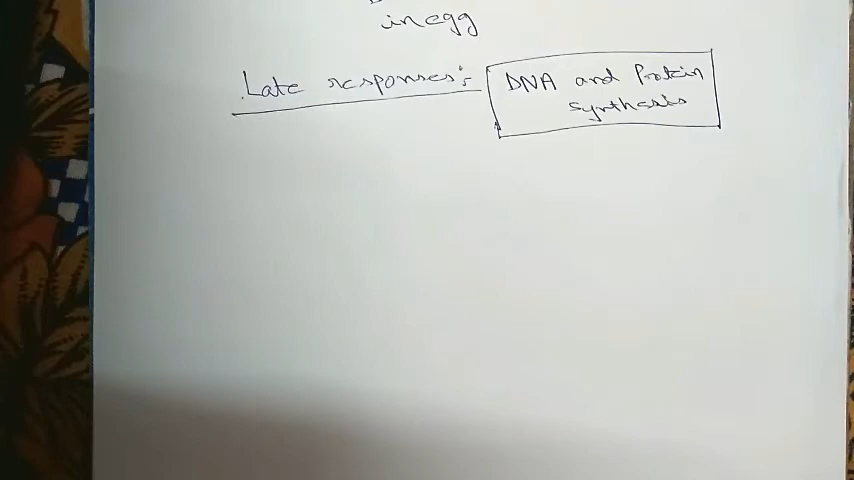 in egg
Late responses:
DNA and Protein
synthesis